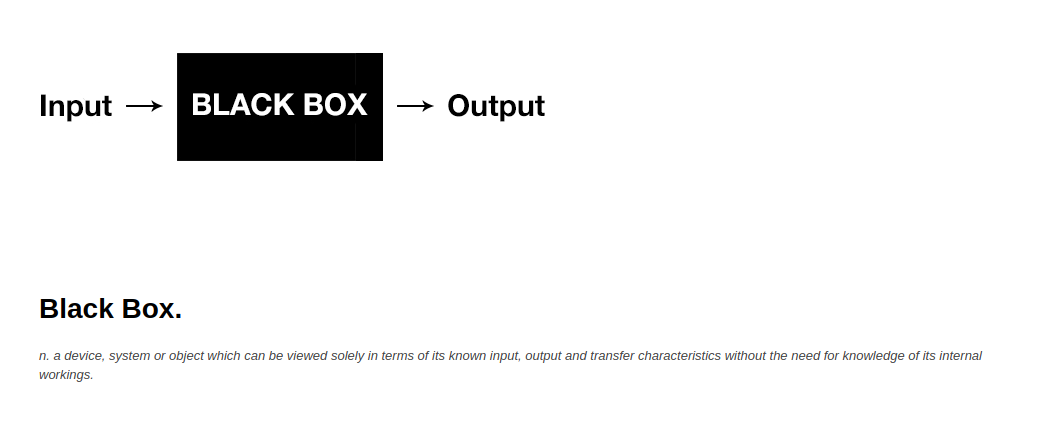 Input → BLACK BOX → Output
Black Box.
n. a device, system or object which can be viewed solely in terms of its known input, output and transfer characteristics without the need for knowledge of its internal
workings.